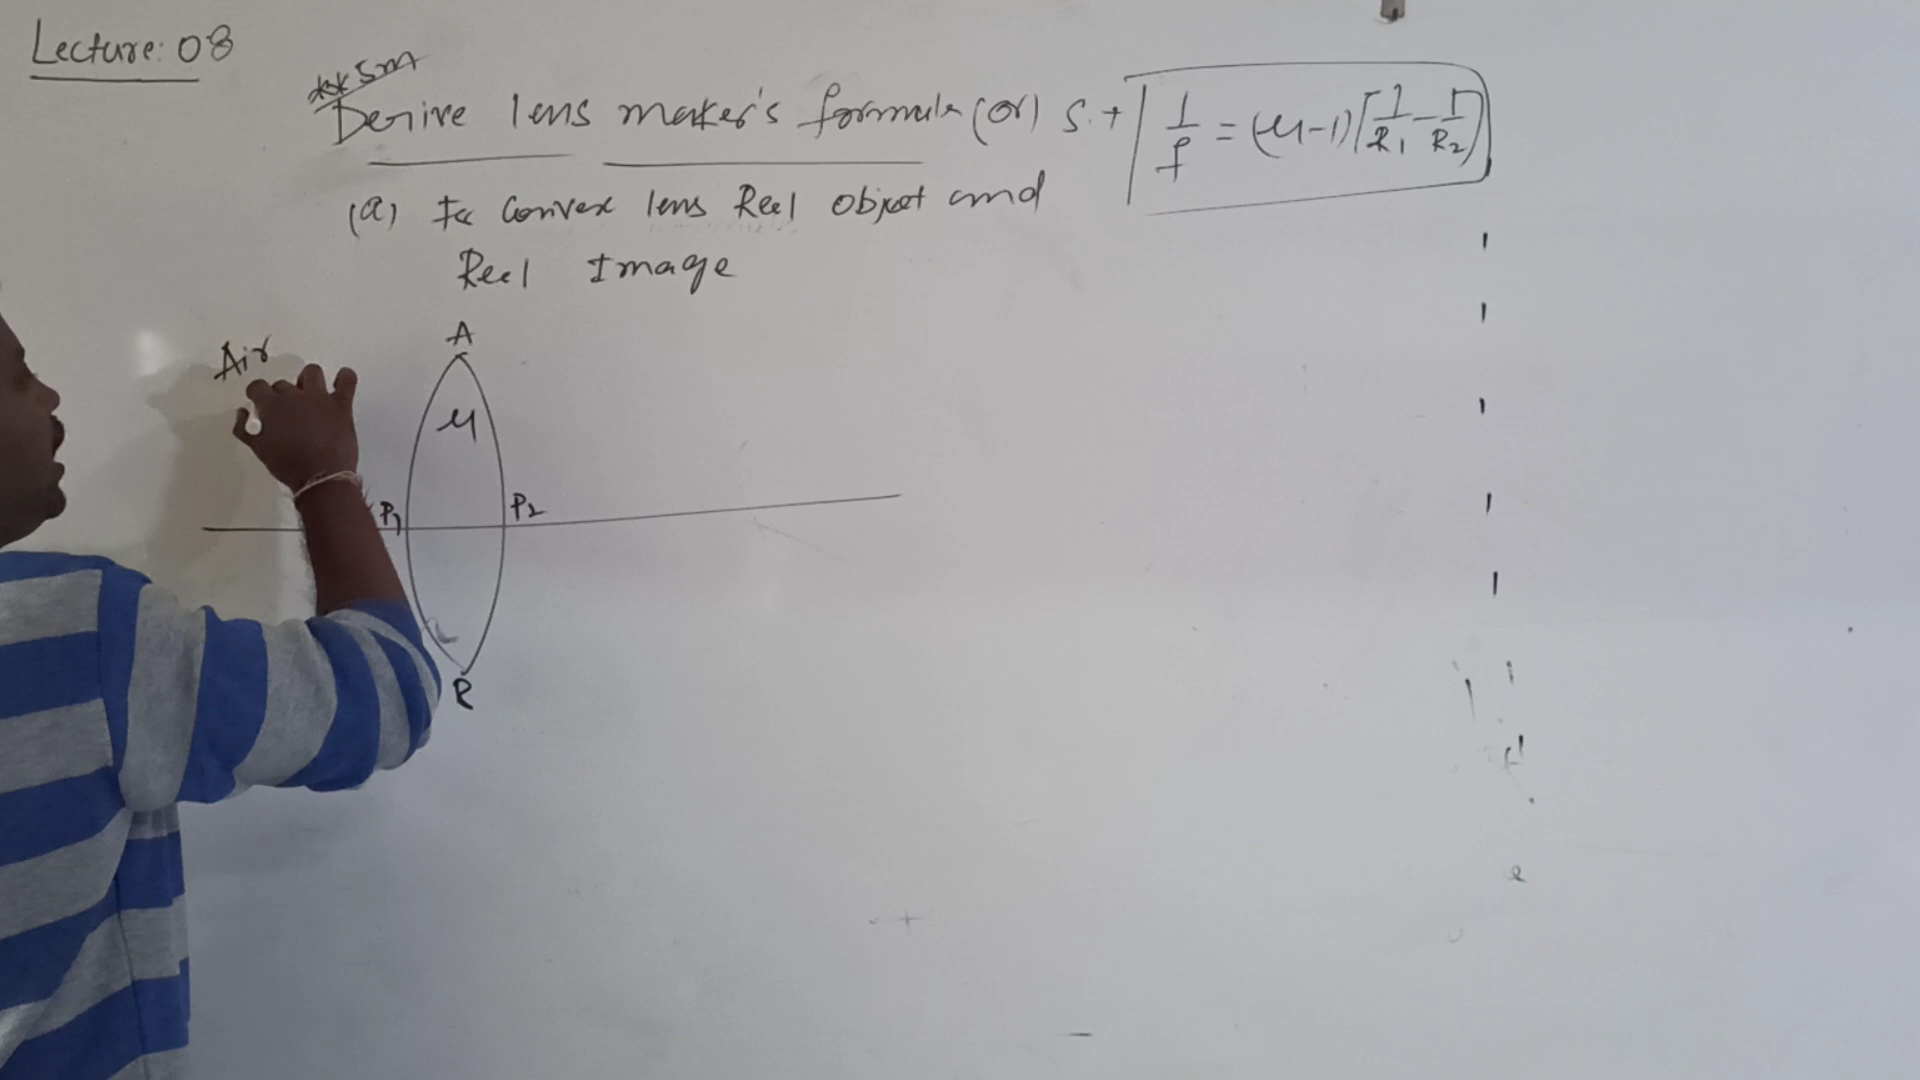 Lecture: 08
** 5m
Derive lens maker's formula (or) S.t 1/f = (μ-1)[1/R1 - 1/R2]
(a) For Convex lens Real object and
Real Image
A
Air
μ
P1 P2
R